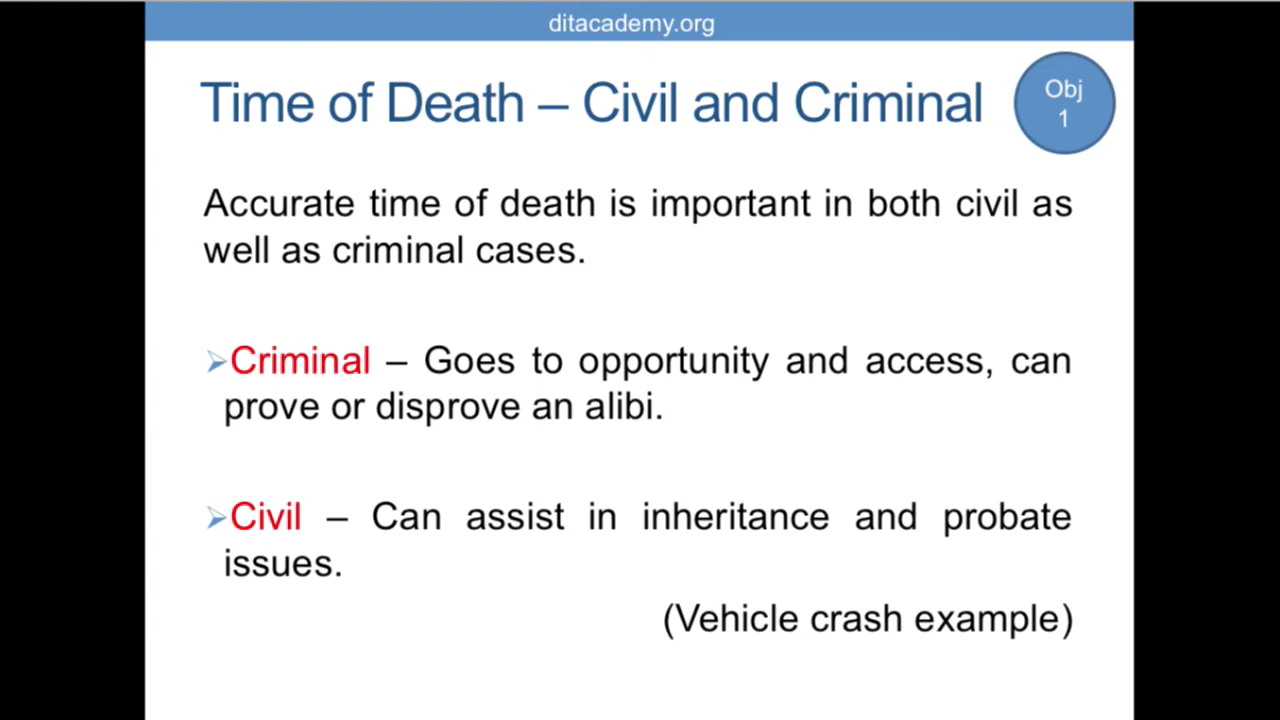 ditacademy.org
Time of Death – Civil and Criminal
Obj
1
Accurate time of death is important in both civil as
well as criminal cases.
Criminal – Goes to opportunity and access, can
prove or disprove an alibi.
Civil – Can assist in inheritance and probate
issues.
(Vehicle crash example)